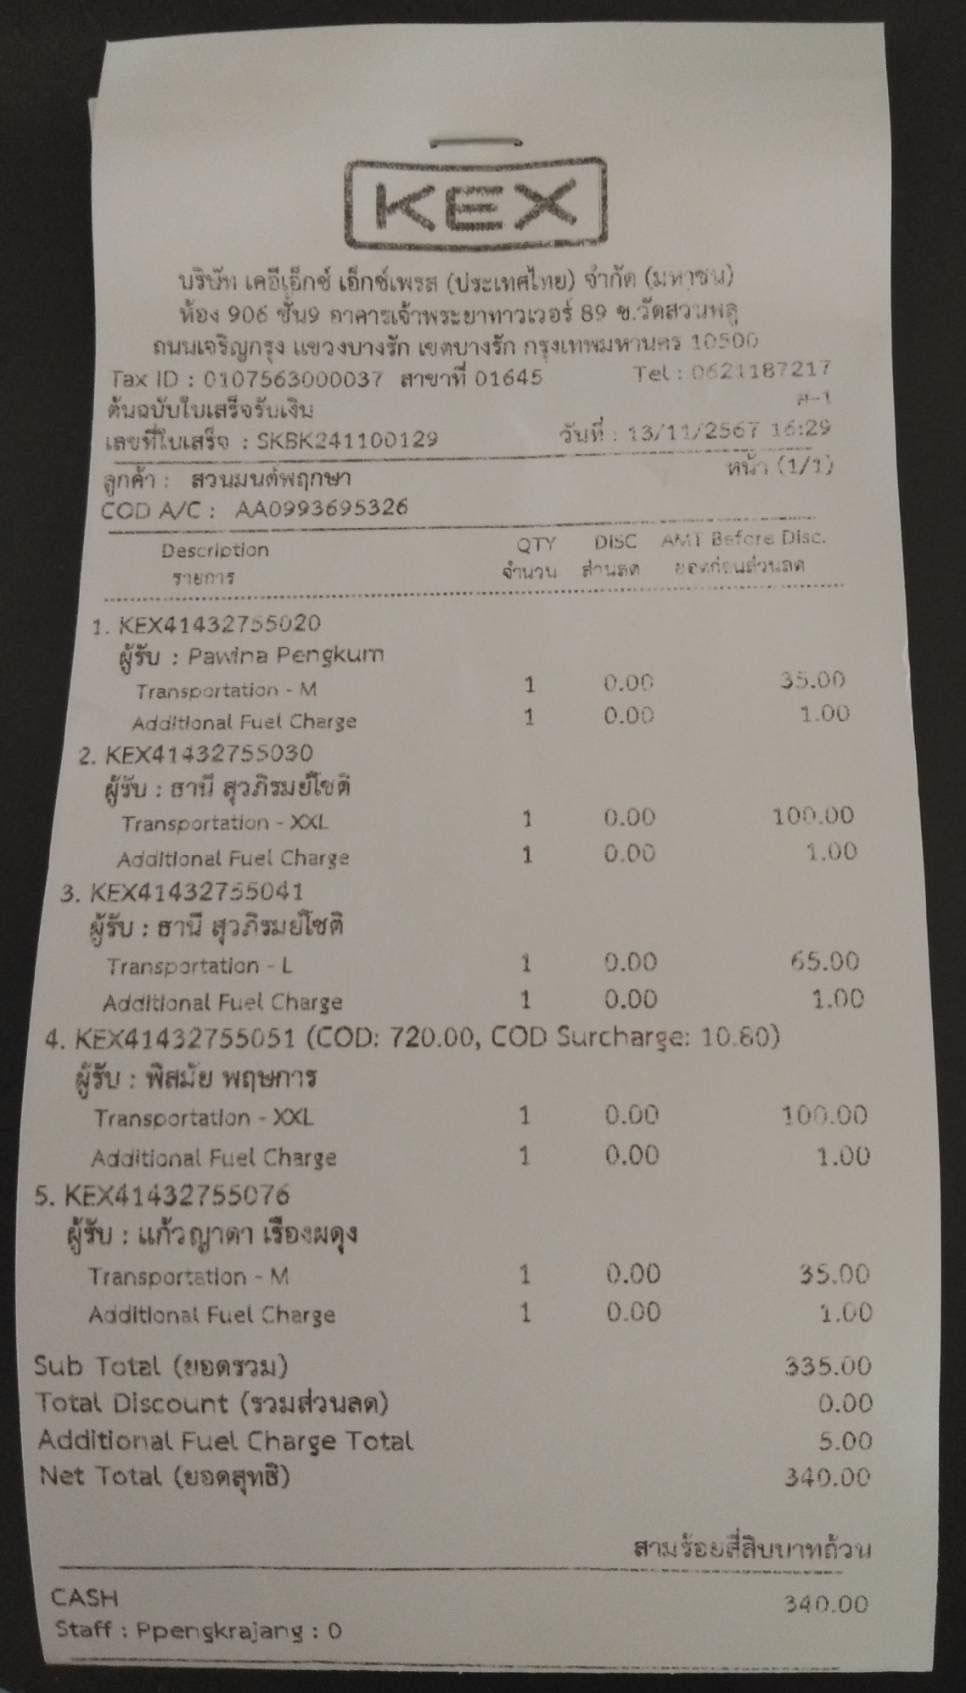 KEX
บริษัท เคอีเอ็กซ์ เอ็กซ์เพรส (ประเทศไทย) จำกัด (มหาชน)
ห้อง 906 ชั้น9 อาคารเจ้าพระยาทาวเวอร์ 89 ซ.วัดสวนพลู
ถนนเจริญกรุง แขวงบางรัก เขตบางรัก กรุงเทพมหานคร 10500
Tax ID : 0107563000037 สาขาที่ 01645 Tel : 0621187217
ต้นฉบับใบเสร็จรับเงิน ส-1
เลขที่ใบเสร็จ : SKBK241100129 วันที่ : 13/11/2567 16:29
ลูกค้า : สวนมนต์พฤกษา หน้า (1/1)
COD A/C : AA0993695326
Description QTY DISC AMT Before Disc.
รายการ จำนวน ส่วนลด ยอดก่อนส่วนลด
1. KEX41432755020
ผู้รับ : Pawina Pengkum
Transportation - M 1 0.00 35.00
Additional Fuel Charge 1 0.00 1.00
2. KEX41432755030
ผู้รับ : ธานี สุวภิรมย์โชติ
Transportation - XXL 1 0.00 100.00
Additional Fuel Charge 1 0.00 1.00
3. KEX41432755041
ผู้รับ : ธานี สุวภิรมย์โชติ
Transportation - L 1 0.00 65.00
Additional Fuel Charge 1 0.00 1.00
4. KEX41432755051 (COD: 720.00, COD Surcharge: 10.80)
ผู้รับ : พิสมัย พฤษการ
Transportation - XXL 1 0.00 100.00
Additional Fuel Charge 1 0.00 1.00
5. KEX41432755076
ผู้รับ : แก้วญาดา เรืองผดุง
Transportation - M 1 0.00 35.00
Additional Fuel Charge 1 0.00 1.00
Sub Total (ยอดรวม) 335.00
Total Discount (รวมส่วนลด) 0.00
Additional Fuel Charge Total 5.00
Net Total (ยอดสุทธิ) 340.00
สามร้อยสี่สิบบาทถ้วน
CASH 340.00
Staff : Ppengkrajang : 0